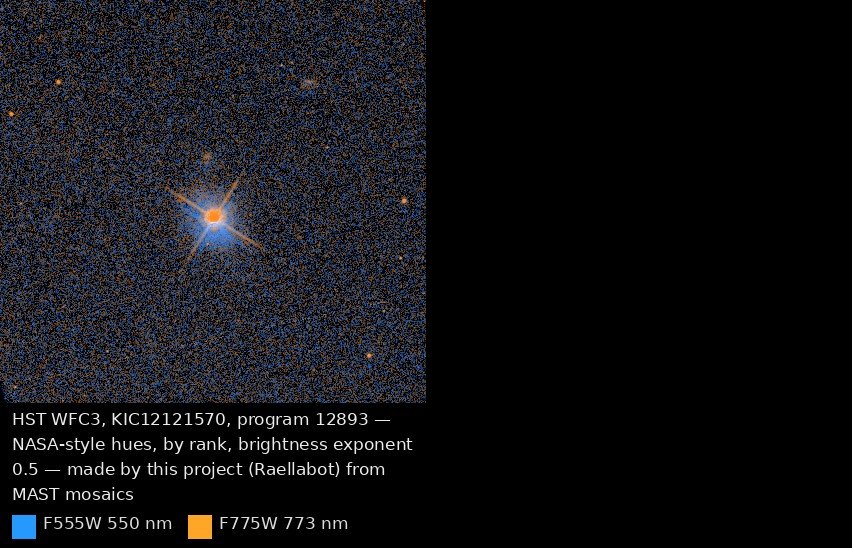 HST WFC3, KIC12121570, program 12893 —
NASA-style hues, by rank, brightness exponent
0.5 — made by this project (Raellabot) from
MAST mosaics
F555W 550 nm F775W 773 nm